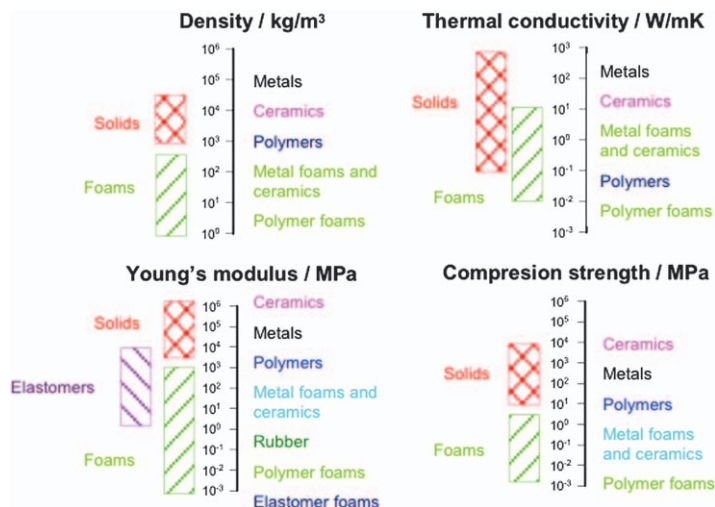 Density / kg/m³
10⁶
10⁵
10⁴
10³
10²
10¹
10⁰
Solids
Foams
Metals
Ceramics
Polymers
Metal foams and
ceramics
Polymer foams
Thermal conductivity / W/mK
10³
10²
10¹
10⁰
10⁻¹
10⁻²
10⁻³
Solids
Foams
Metals
Ceramics
Metal foams
and ceramics
Polymers
Polymer foams
Young's modulus / MPa
10⁶
10⁵
10⁴
10³
10²
10¹
10⁰
10⁻¹
10⁻²
10⁻³
Solids
Elastomers
Foams
Ceramics
Metals
Polymers
Metal foams and
ceramics
Rubber
Polymer foams
Elastomer foams
Compresion strength / MPa
10⁶
10⁵
10⁴
10³
10²
10¹
10⁰
10⁻¹
10⁻²
10⁻³
Solids
Foams
Ceramics
Metals
Polymers
Metal foams
and ceramics
Polymer foams